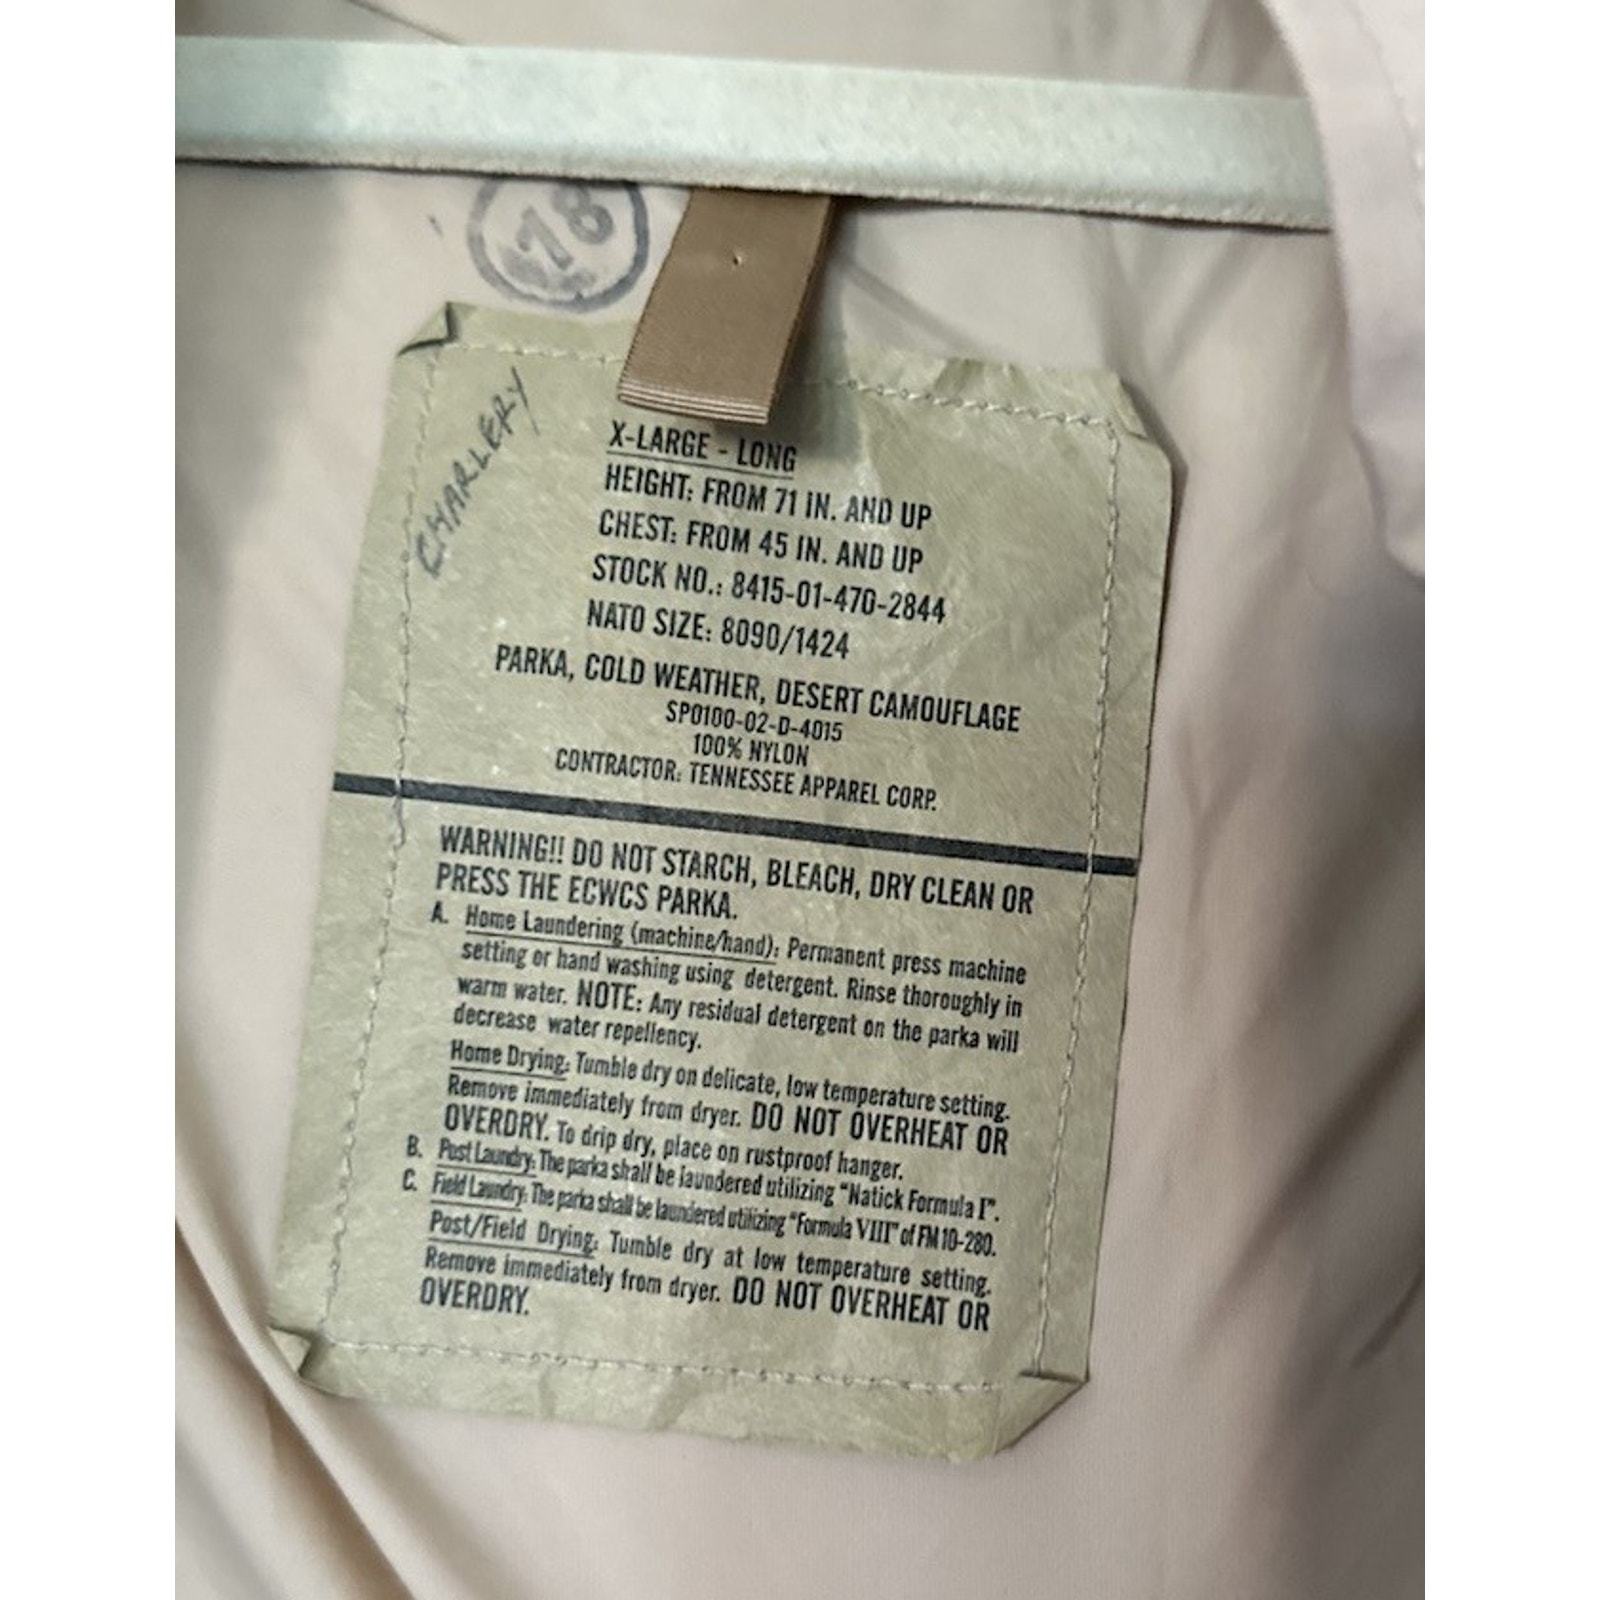 78
CHARLERY
X-LARGE - LONG
HEIGHT: FROM 71 IN. AND UP
CHEST: FROM 45 IN. AND UP
STOCK NO.: 8415-01-470-2844
NATO SIZE: 8090/1424
PARKA, COLD WEATHER, DESERT CAMOUFLAGE
SP0100-02-D-4015
100% NYLON
CONTRACTOR: TENNESSEE APPAREL CORP.
WARNING!! DO NOT STARCH, BLEACH, DRY CLEAN OR
PRESS THE ECWCS PARKA.
A. Home Laundering (machine/hand): Permanent press machine
setting or hand washing using detergent. Rinse thoroughly in
warm water. NOTE: Any residual detergent on the parka will
decrease water repellency.
Home Drying: Tumble dry on delicate, low temperature setting.
Remove immediately from dryer. DO NOT OVERHEAT OR
OVERDRY. To drip dry, place on rustproof hanger.
B. Post Laundry: The parka shall be laundered utilizing "Natick Formula I".
C. Field Laundry: The parka shall be laundered utilizing "Formula VIII" of FM 10-280.
Post/Field Drying: Tumble dry at low temperature setting.
Remove immediately from dryer. DO NOT OVERHEAT OR
OVERDRY.